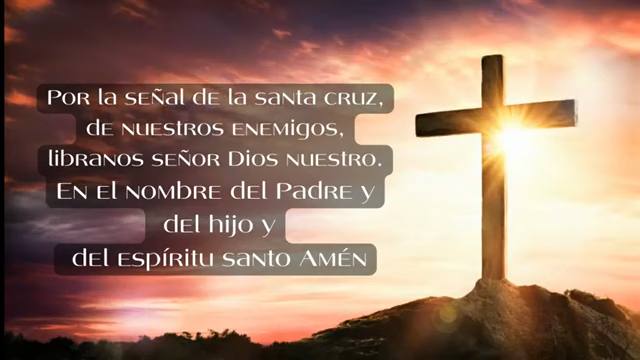 Por la señal de la santa cruz,
de nuestros enemigos,
libranos señor Dios nuestro.
En el nombre del Padre y
del hijo y
del espíritu santo Amén